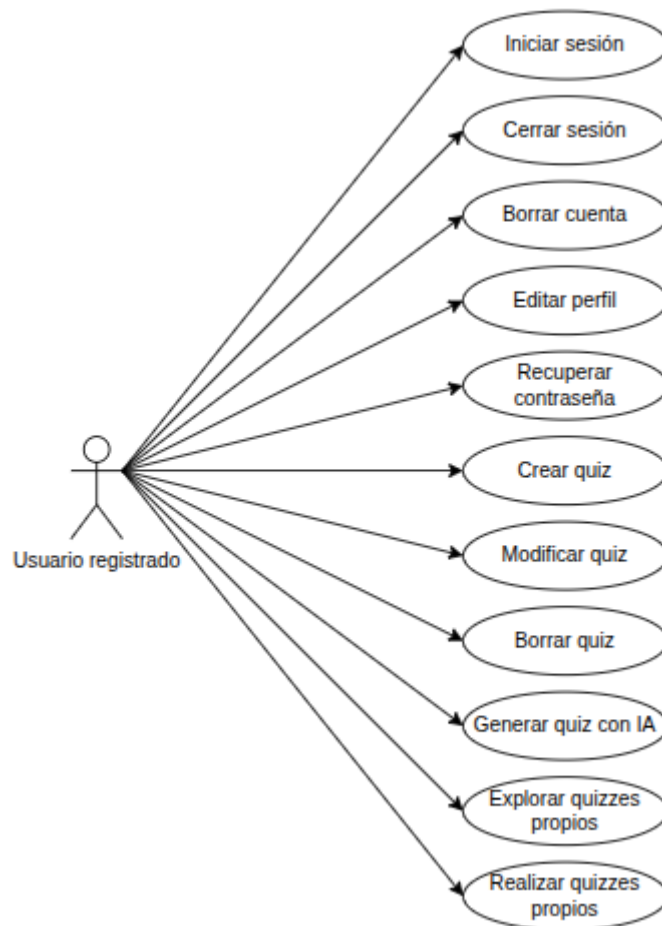 Iniciar sesión
Cerrar sesión
Borrar cuenta
Editar perfil
Recuperar
contraseña
Crear quiz
Usuario registrado
Modificar quiz
Borrar quiz
Generar quiz con IA
Explorar quizzes
propios
Realizar quizzes
propios